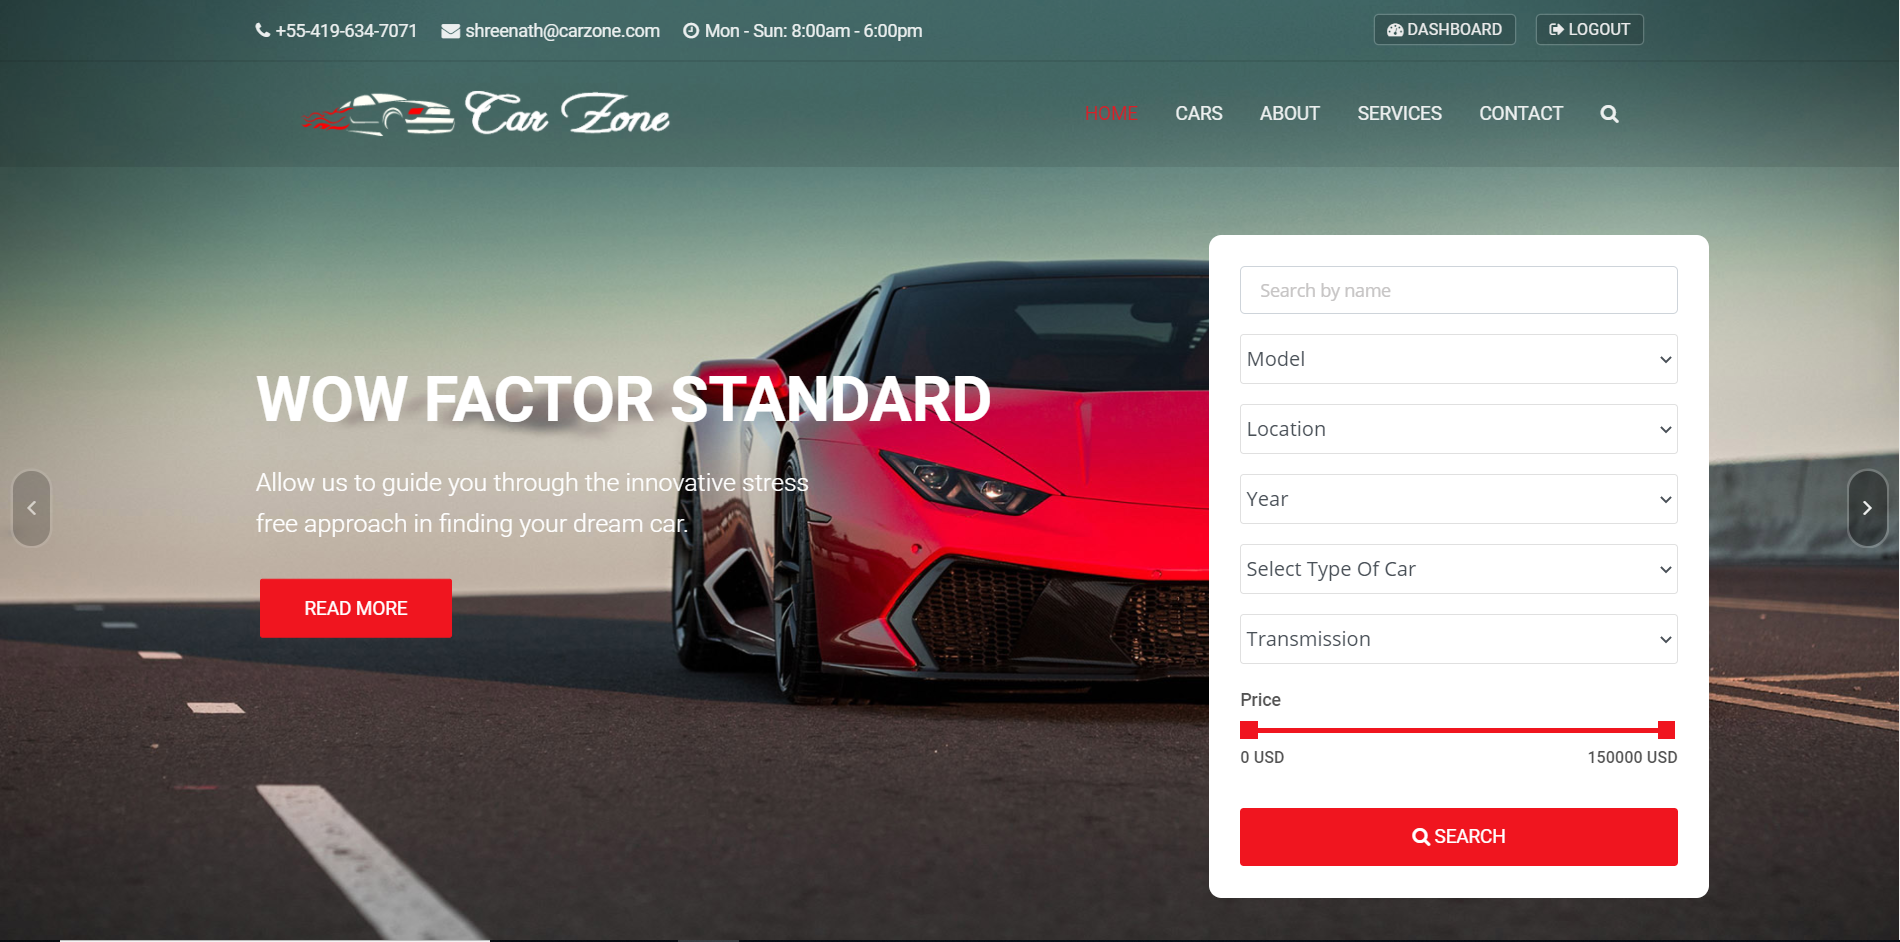 +55-419-634-7071 shreenath@carzone.com Mon - Sun: 8:00am - 6:00pm DASHBOARD LOGOUT
Car Zone HOME CARS ABOUT SERVICES CONTACT
WOW FACTOR STANDARD
Allow us to guide you through the innovative stress
free approach in finding your dream car.
READ MORE
Search by name
Model
Location
Year
Select Type Of Car
Transmission
Price
0 USD 150000 USD
SEARCH